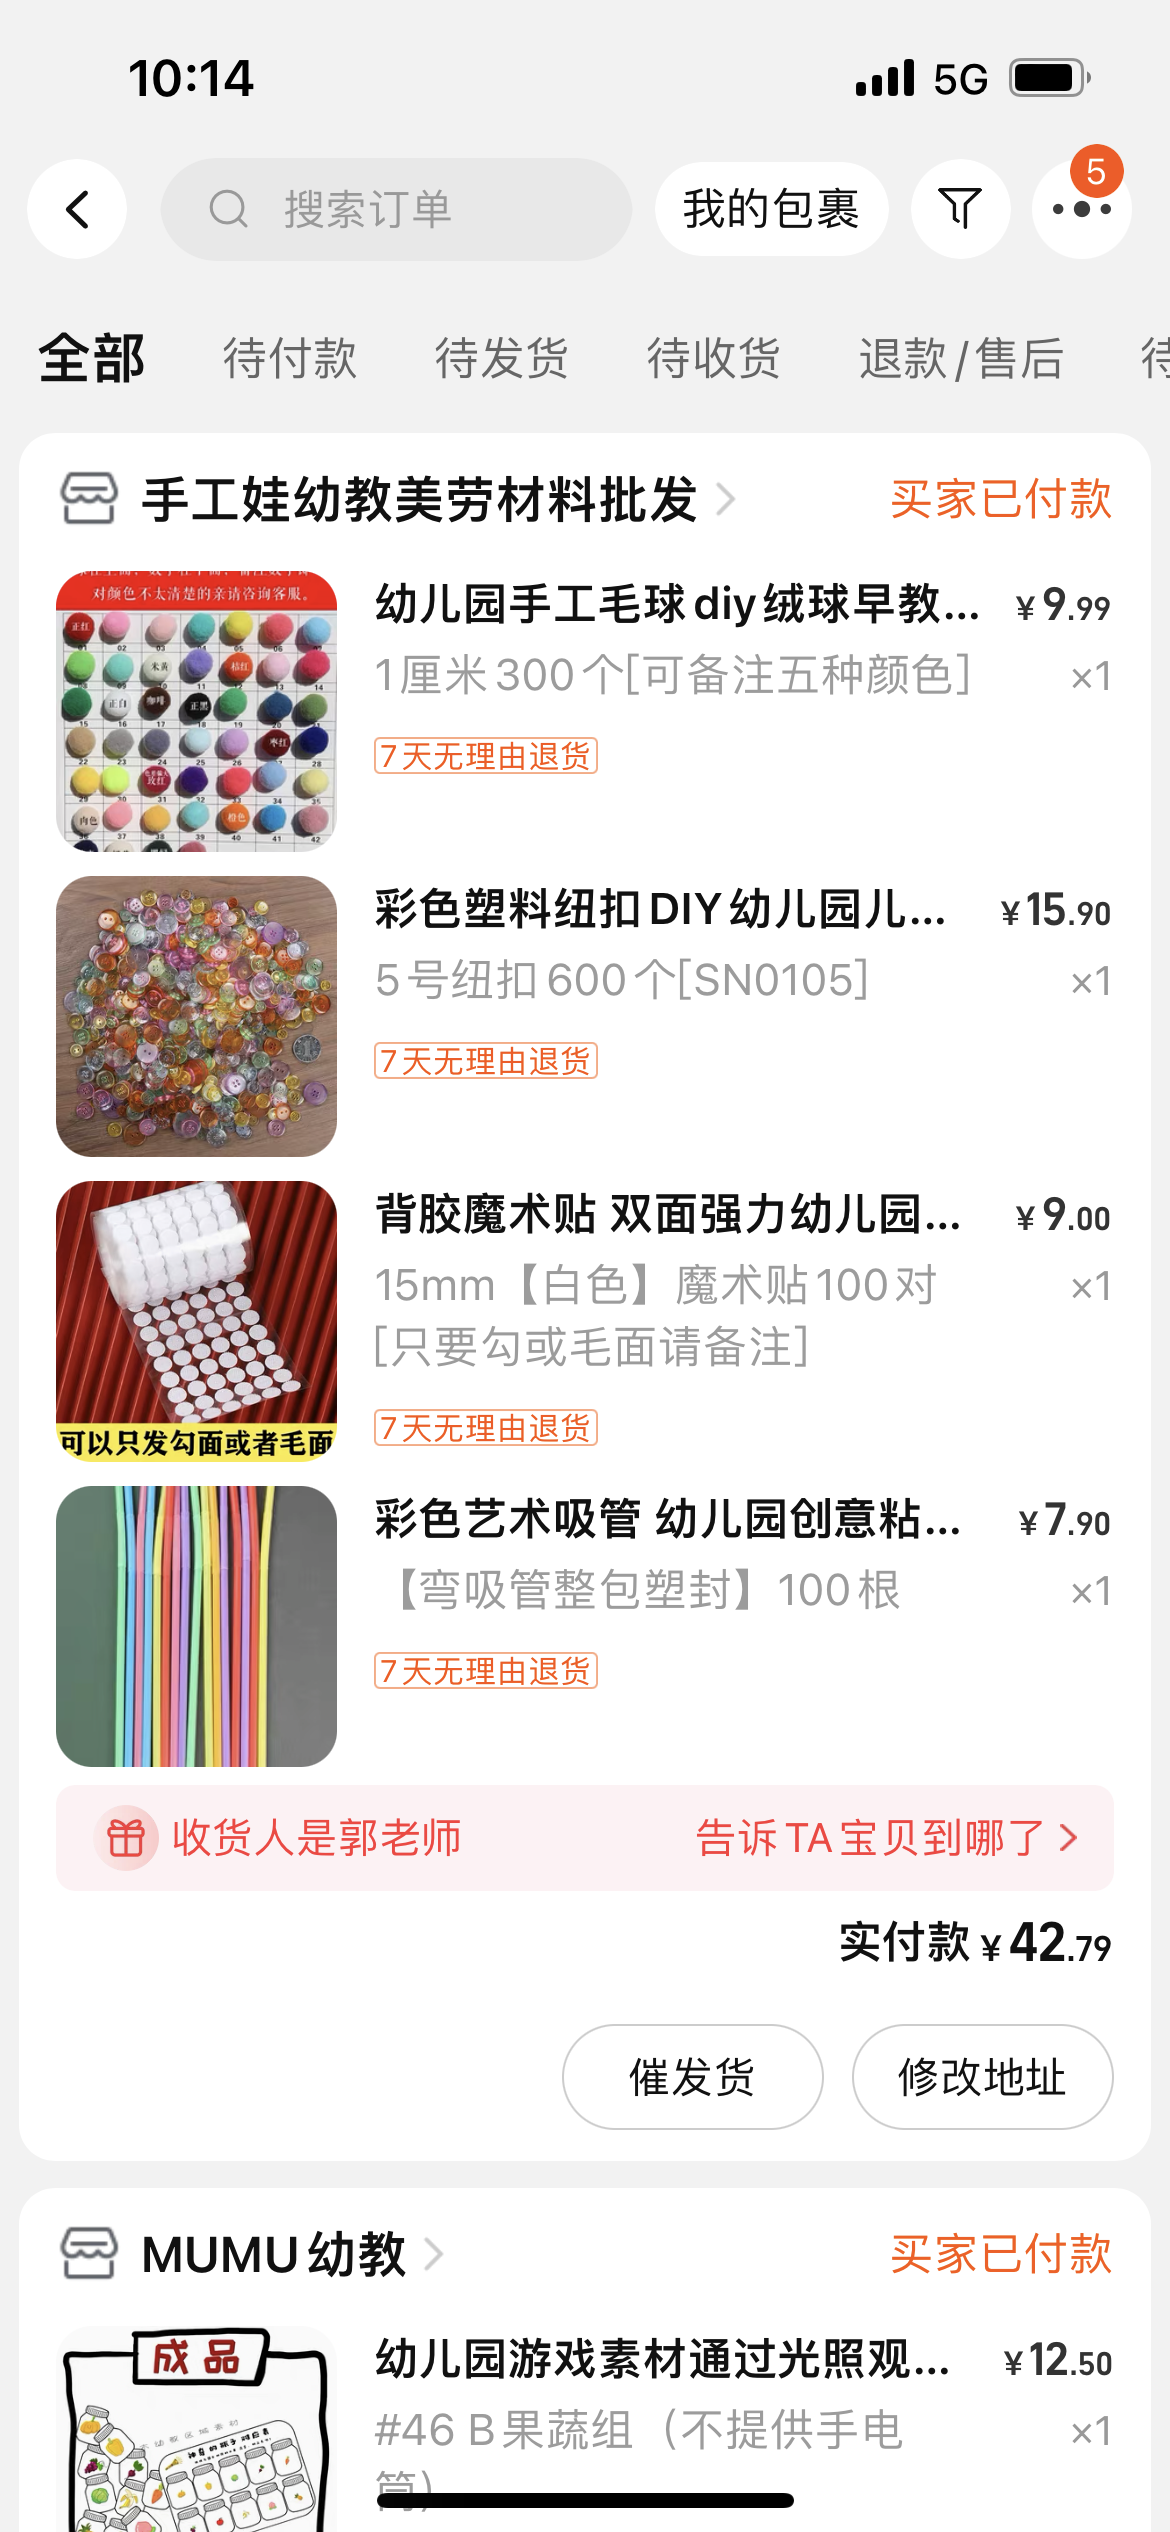 10:14
5G
搜索订单
我的包裹
5
全部
待付款
待发货
待收货
退款/售后
手工娃幼教美劳材料批发
买家已付款
对颜色不太清楚的亲请咨询客服。
幼儿园手工毛球diy绒球早教...
¥9.99
1厘米300个[可备注五种颜色]
×1
7天无理由退货
彩色塑料纽扣DIY幼儿园儿...
¥15.90
5号纽扣600个[SN0105]
×1
7天无理由退货
背胶魔术贴 双面强力幼儿园...
¥9.00
15mm【白色】魔术贴100对
×1
[只要勾或毛面请备注]
7天无理由退货
可以只发勾面或者毛面
彩色艺术吸管 幼儿园创意粘...
¥7.90
【弯吸管整包塑封】100根
×1
7天无理由退货
收货人是郭老师
告诉TA宝贝到哪了
实付款¥42.79
催发货
修改地址
MUMU幼教
买家已付款
成品
幼儿园游戏素材通过光照观...
¥12.50
#46 B果蔬组（不提供手电
×1
筒）